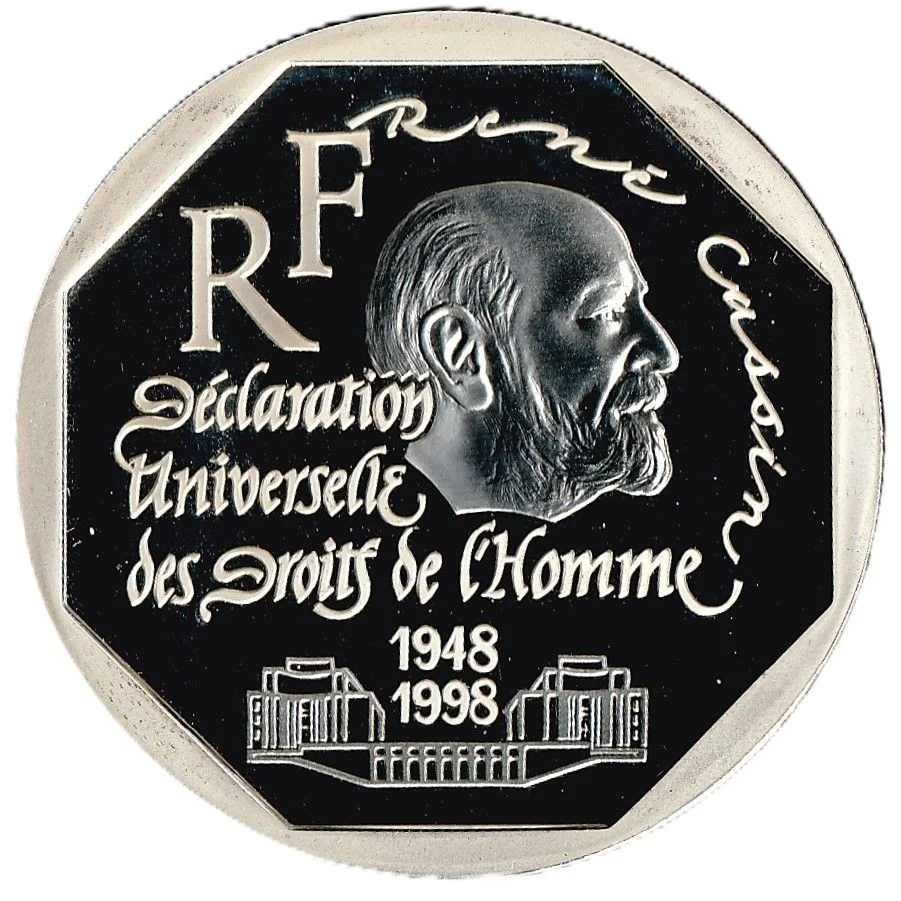 RF
René Cassin
Déclaration
Universelle
des Droits de l'Homme
1948
1998